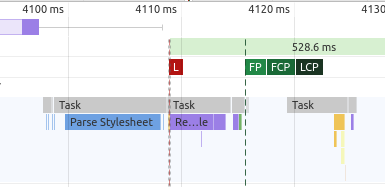 4100 ms 4110 ms 4120 ms 4130
528.6 ms
L FP FCP LCP
Task Task Task
Parse Stylesheet Re…le